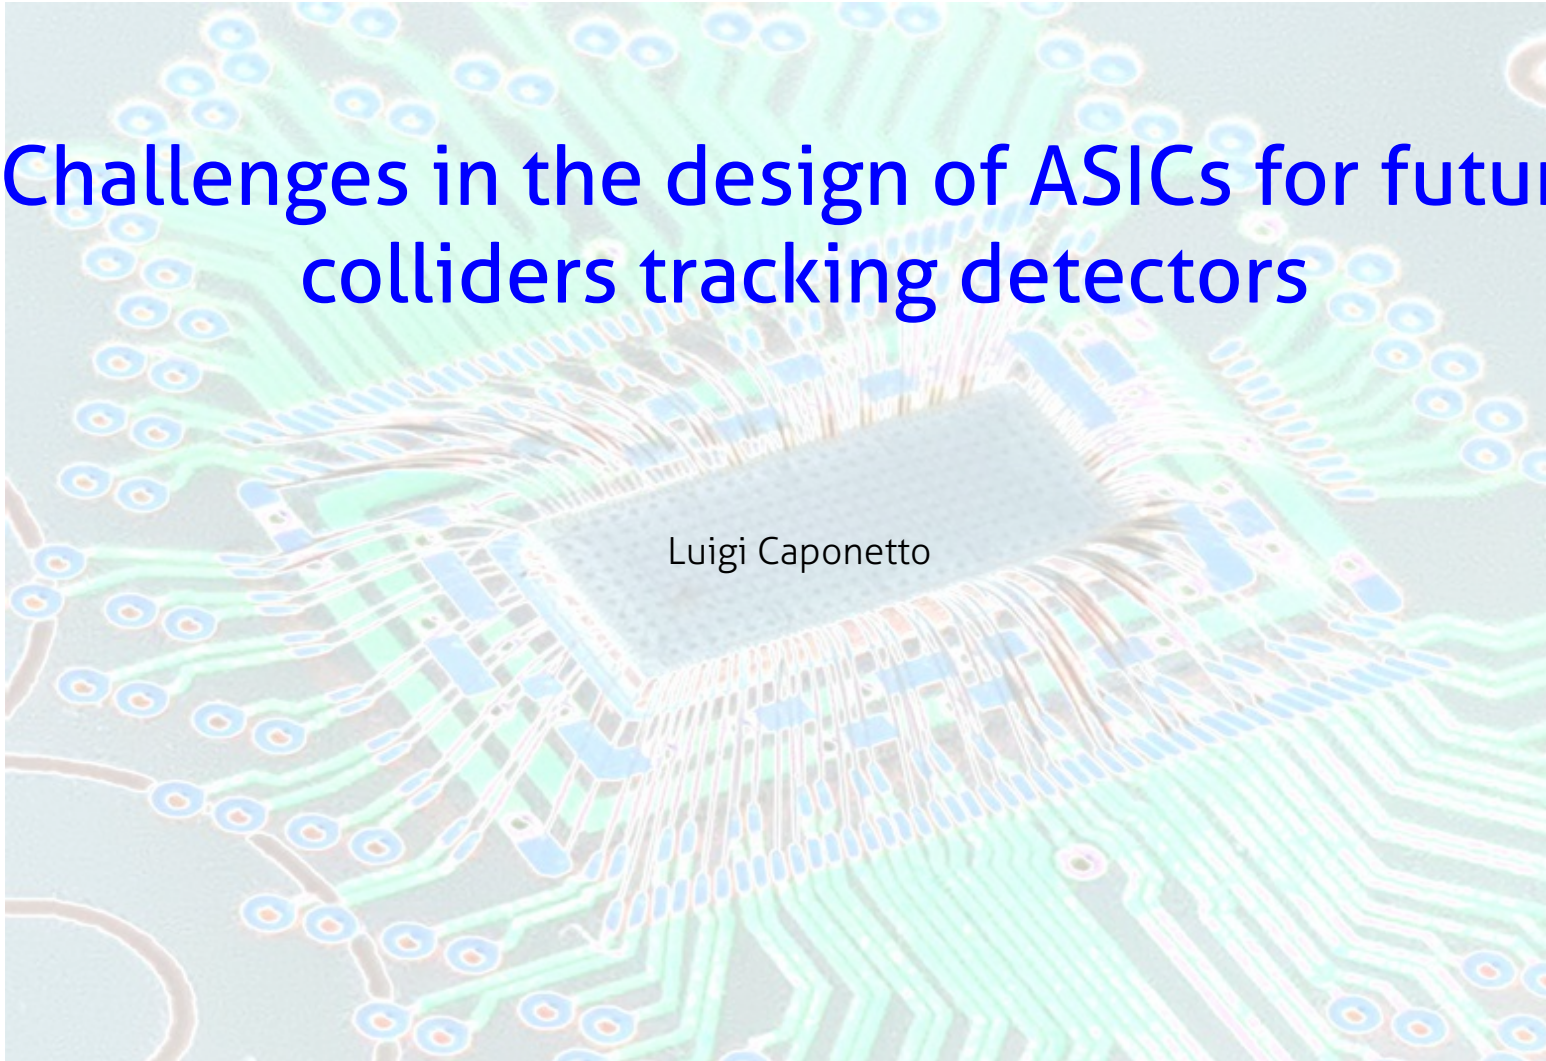 Challenges in the design of ASICs for futur
colliders tracking detectors
Luigi Caponetto